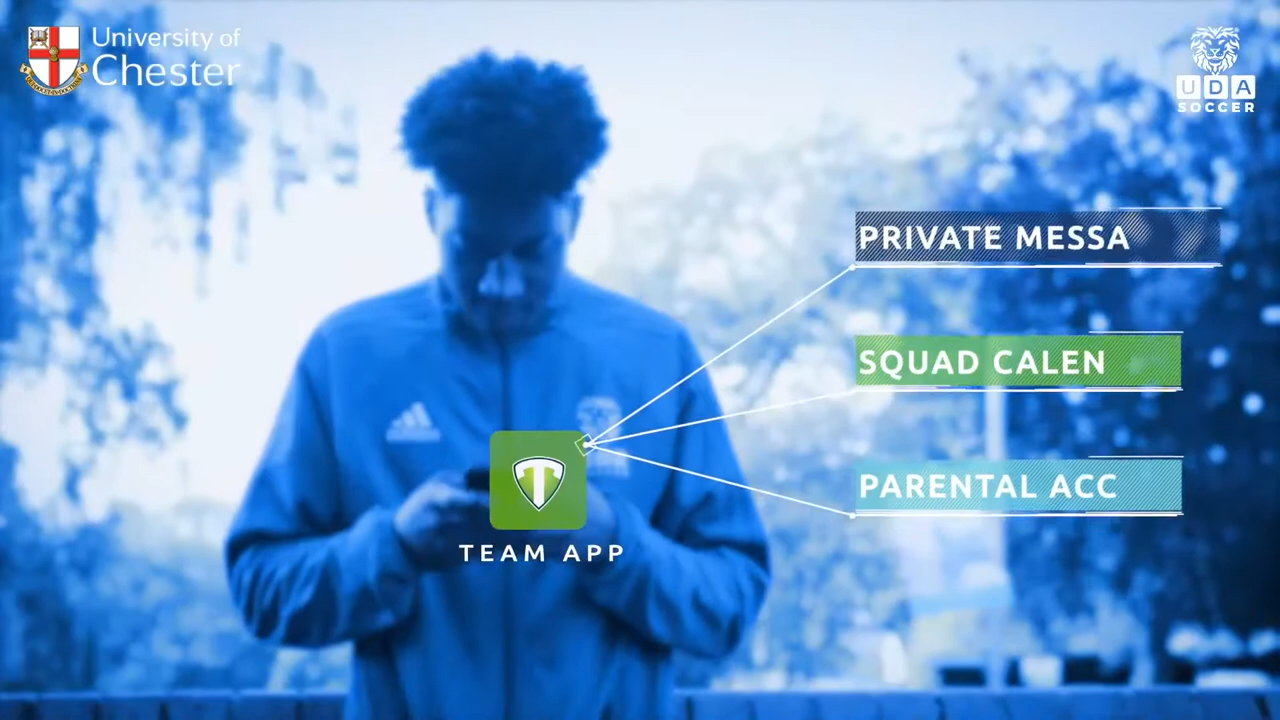 University of
Chester
UDA
SOCCER
PRIVATE MESSA
SQUAD CALEN
PARENTAL ACC
T
TEAM APP